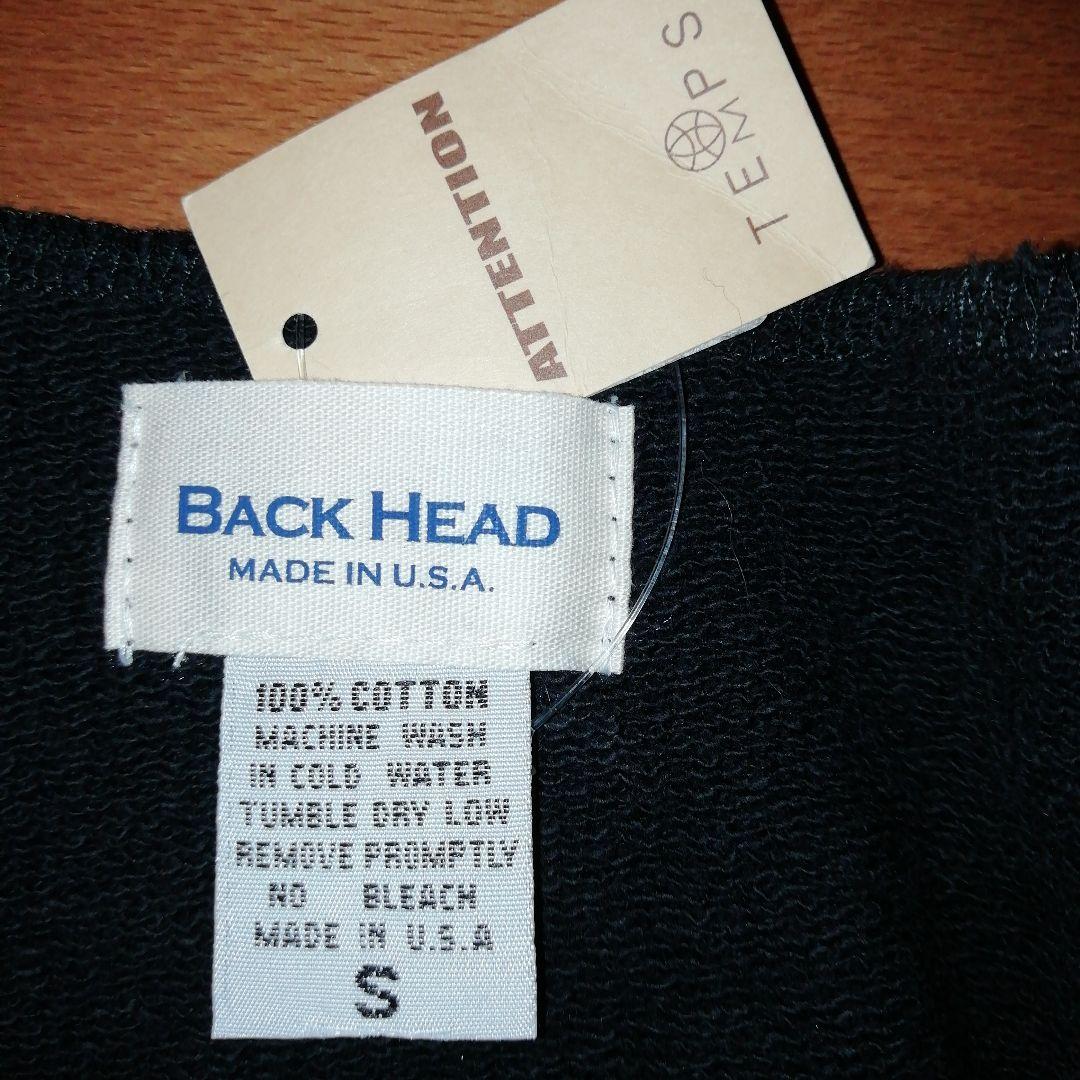 TEMPS
ATTENTION
BACK HEAD
MADE IN U.S.A.
100% COTTON
MACHINE WASH
IN COLD WATER
TUMBLE DRY LOW
REMOVE PROMPTLY
NO BLEACH
MADE IN U.S.A
S